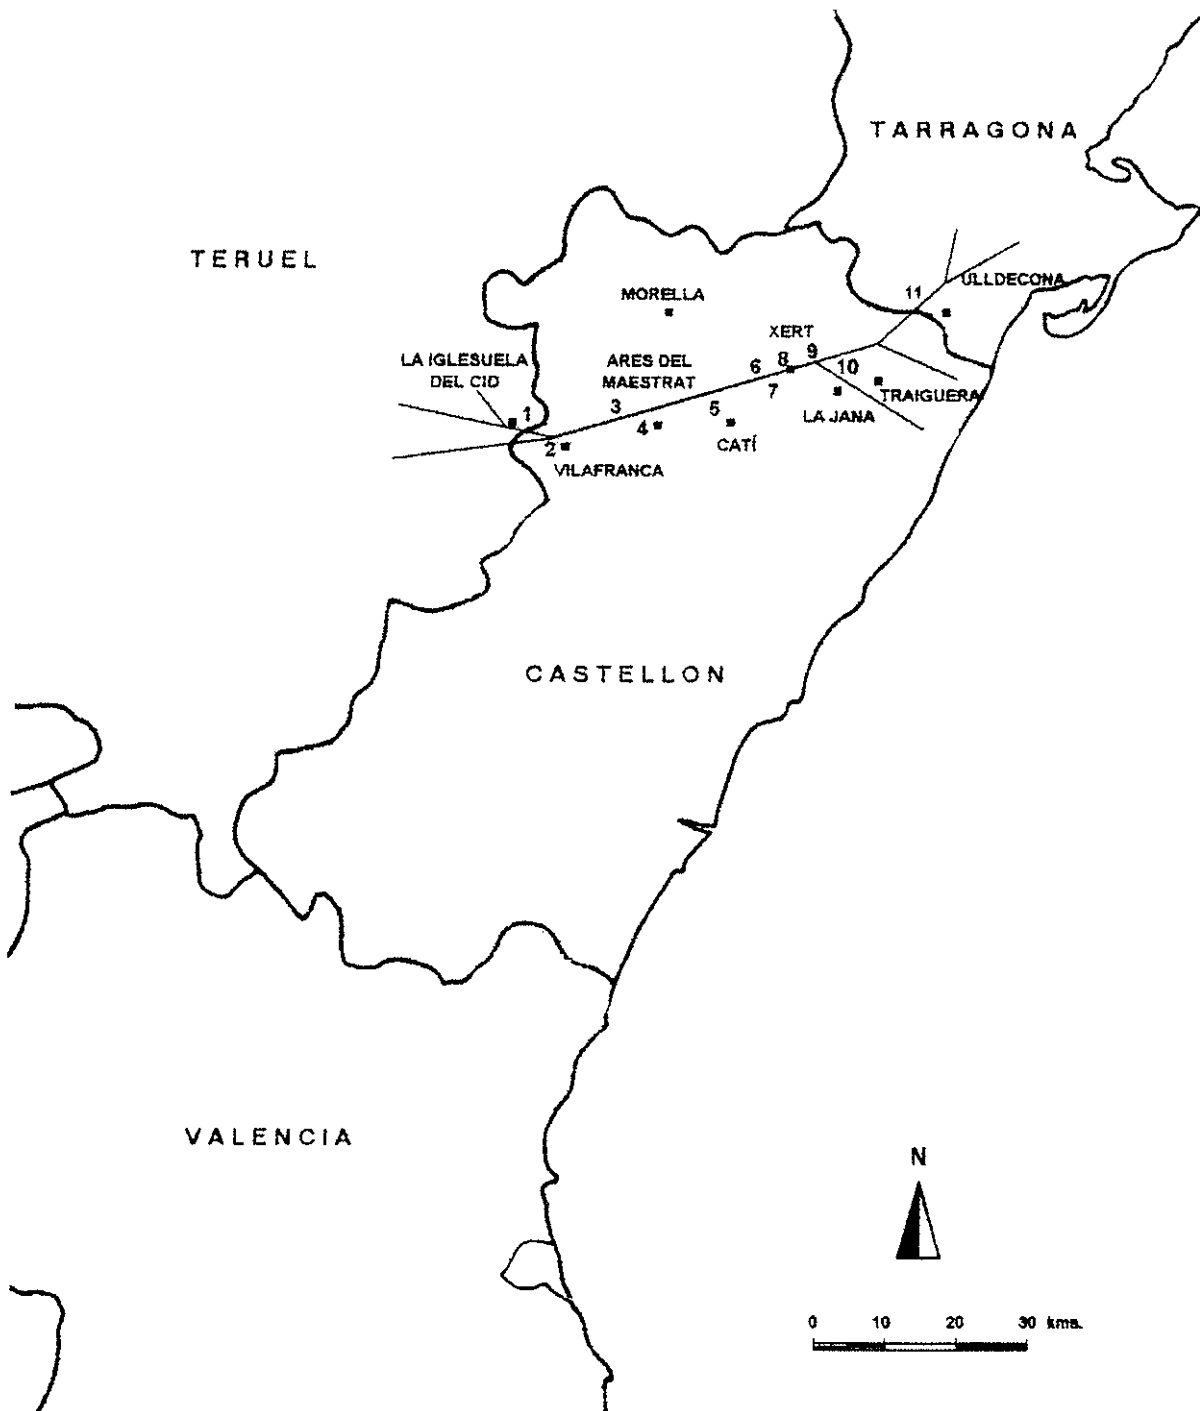 TARRAGONA
TERUEL
MORELLA
11
ULLDECONA
XERT
LA IGLESUELA
DEL CID
ARES DEL
MAESTRAT
6
8
9
10
7
1
3
5
4
2
TRAIGUERA
LA JANA
CATÍ
VILAFRANCA
CASTELLON
VALENCIA
N
0 10 20 30 kms.